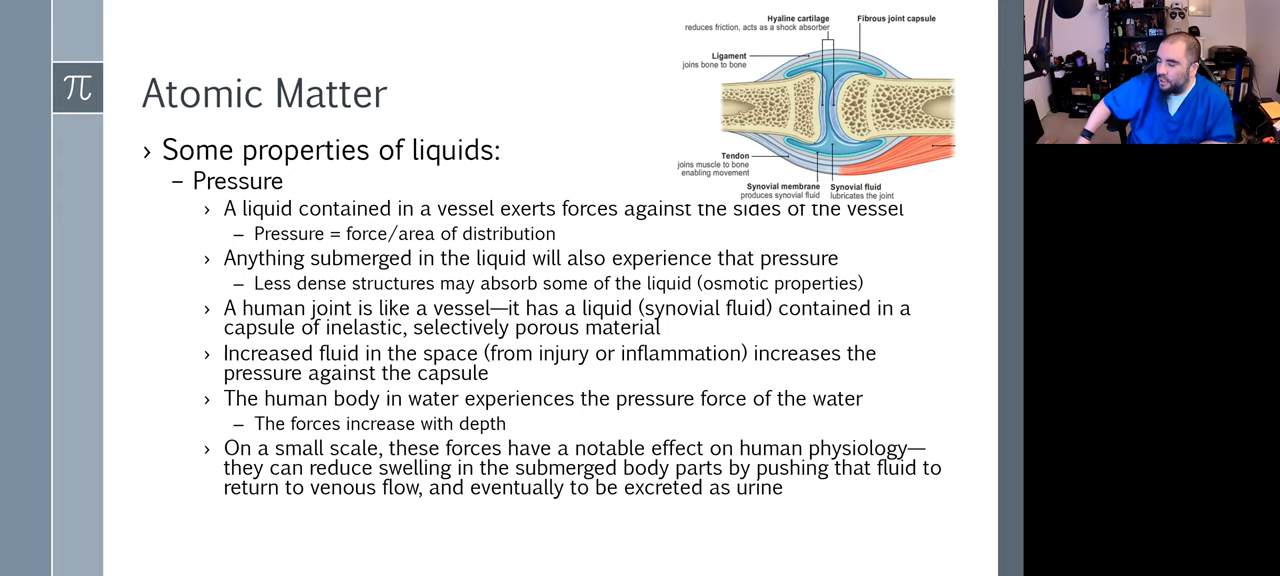 Hyaline cartilage
reduces friction, acts as a shock absorber
Fibrous joint capsule
Ligament
joins bone to bone
Tendon
joins muscle to bone
enabling movement
Synovial membrane
produces synovial fluid
Synovial fluid
lubricates the joint
π
Atomic Matter
› Some properties of liquids:
– Pressure
› A liquid contained in a vessel exerts forces against the sides of the vessel
– Pressure = force/area of distribution
› Anything submerged in the liquid will also experience that pressure
– Less dense structures may absorb some of the liquid (osmotic properties)
› A human joint is like a vessel—it has a liquid (synovial fluid) contained in a
capsule of inelastic, selectively porous material
› Increased fluid in the space (from injury or inflammation) increases the
pressure against the capsule
› The human body in water experiences the pressure force of the water
– The forces increase with depth
› On a small scale, these forces have a notable effect on human physiology—
they can reduce swelling in the submerged body parts by pushing that fluid to
return to venous flow, and eventually to be excreted as urine